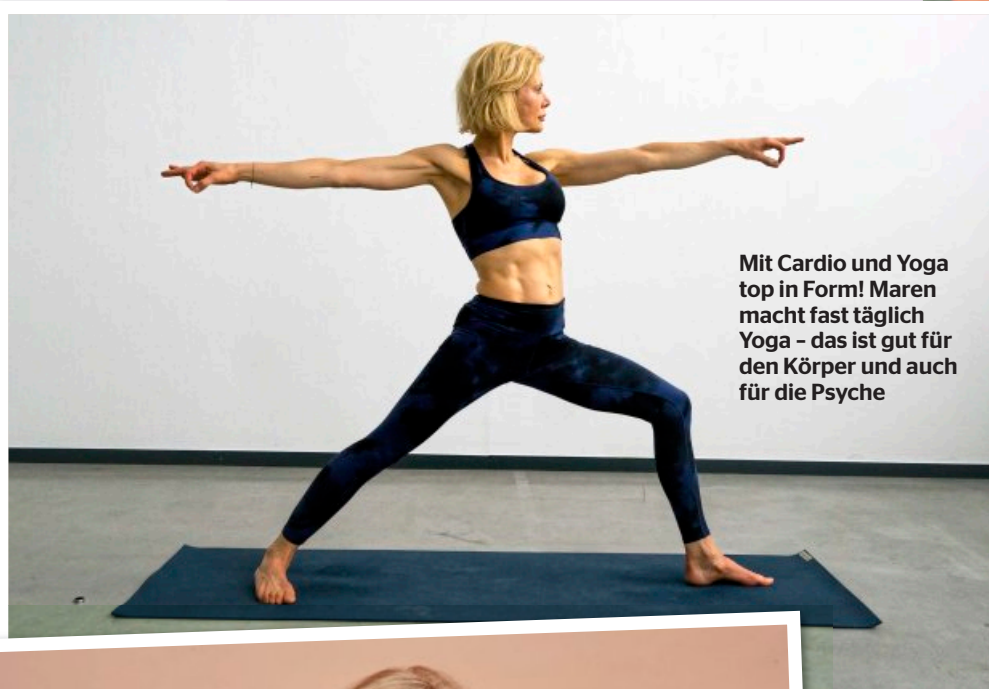 Mit Cardio und Yoga
top in Form! Maren
macht fast täglich
Yoga – das ist gut für
den Körper und auch
für die Psyche